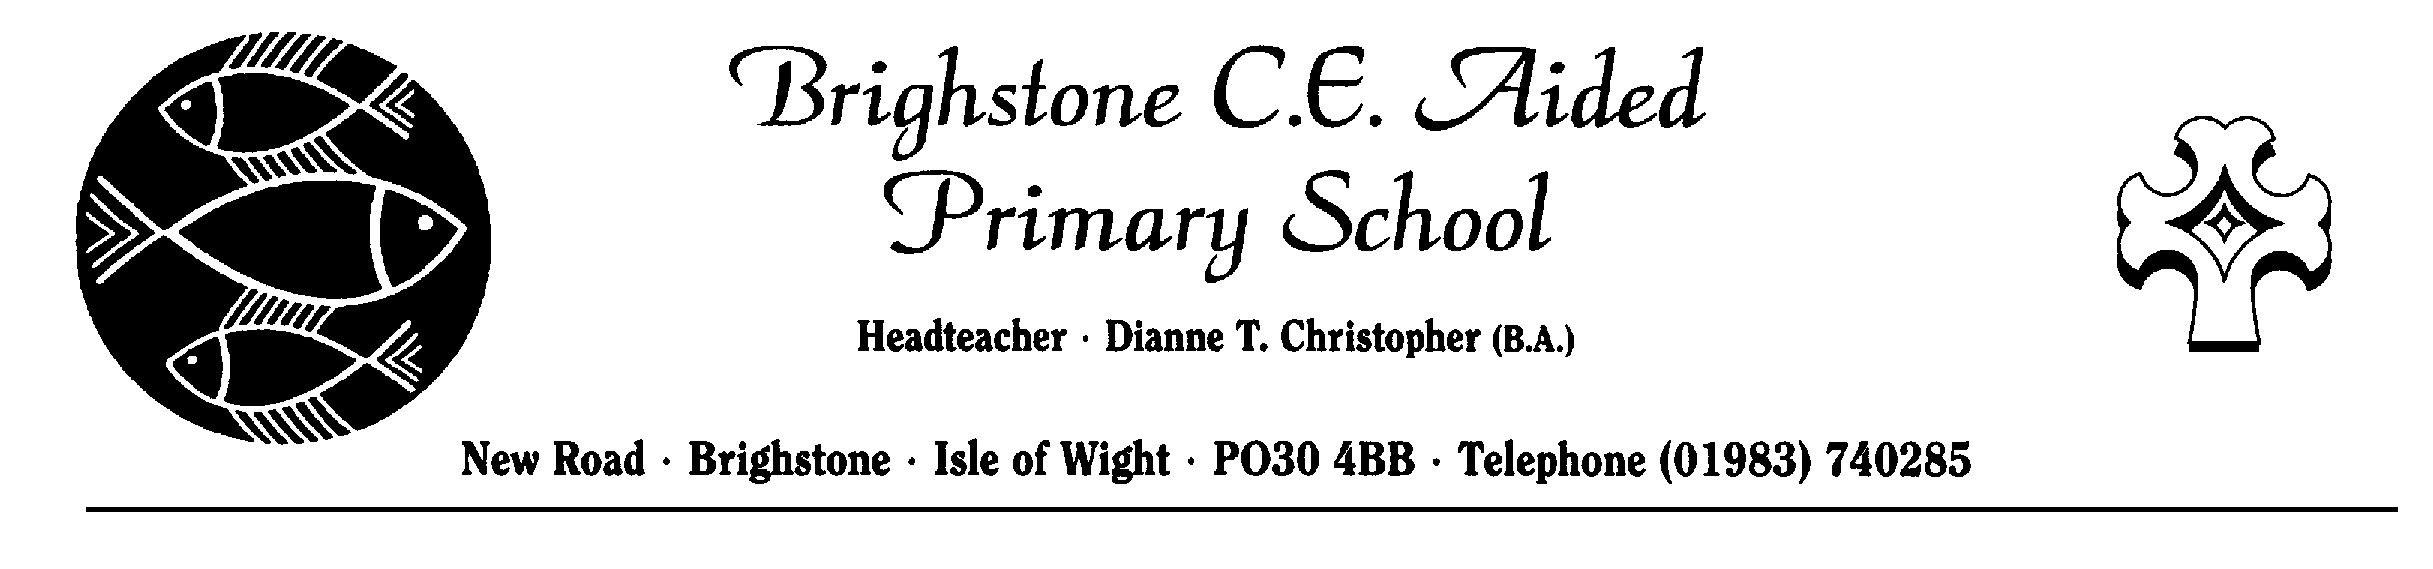 Brighstone C.E. Aided
Primary School
Headteacher · Dianne T. Christopher (B.A.)
New Road · Brighstone · Isle of Wight · PO30 4BB · Telephone (01983) 740285